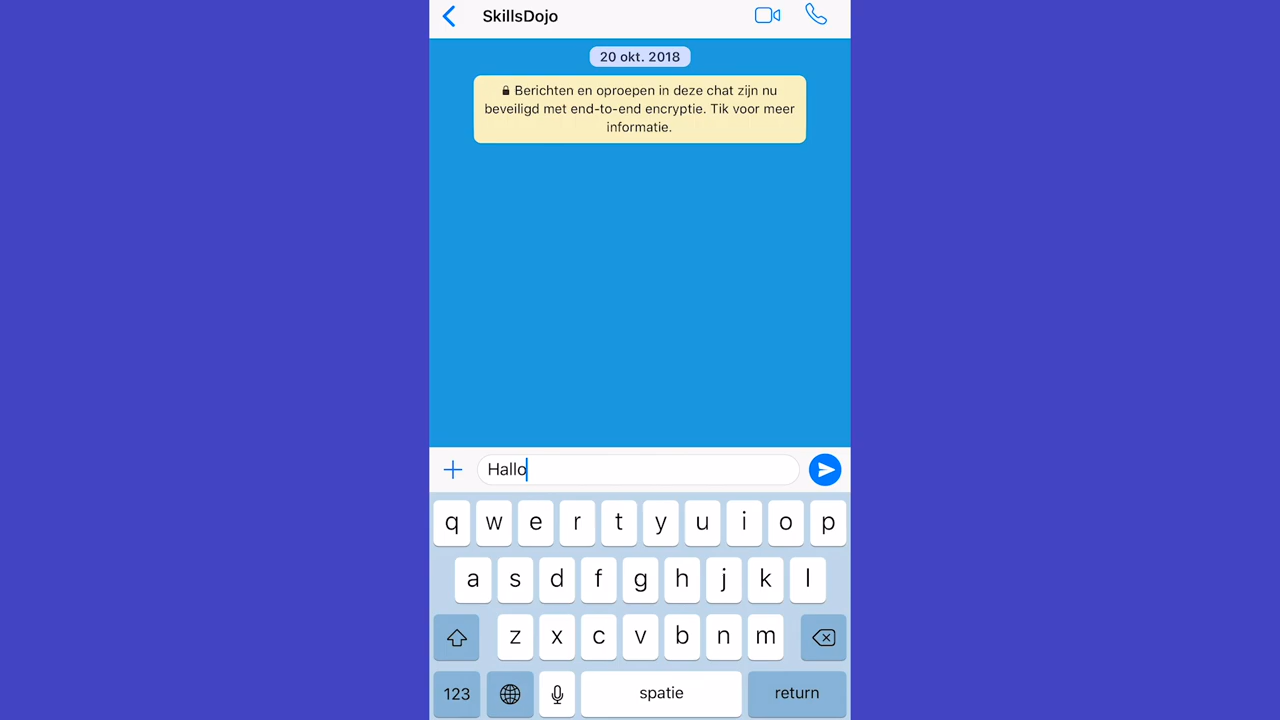 SkillsDojo
20 okt. 2018
Berichten en oproepen in deze chat zijn nu
beveiligd met end-to-end encryptie. Tik voor meer
informatie.
Hallo
q w e r t y u i o p
a s d f g h j k l
z x c v b n m
123 spatie return